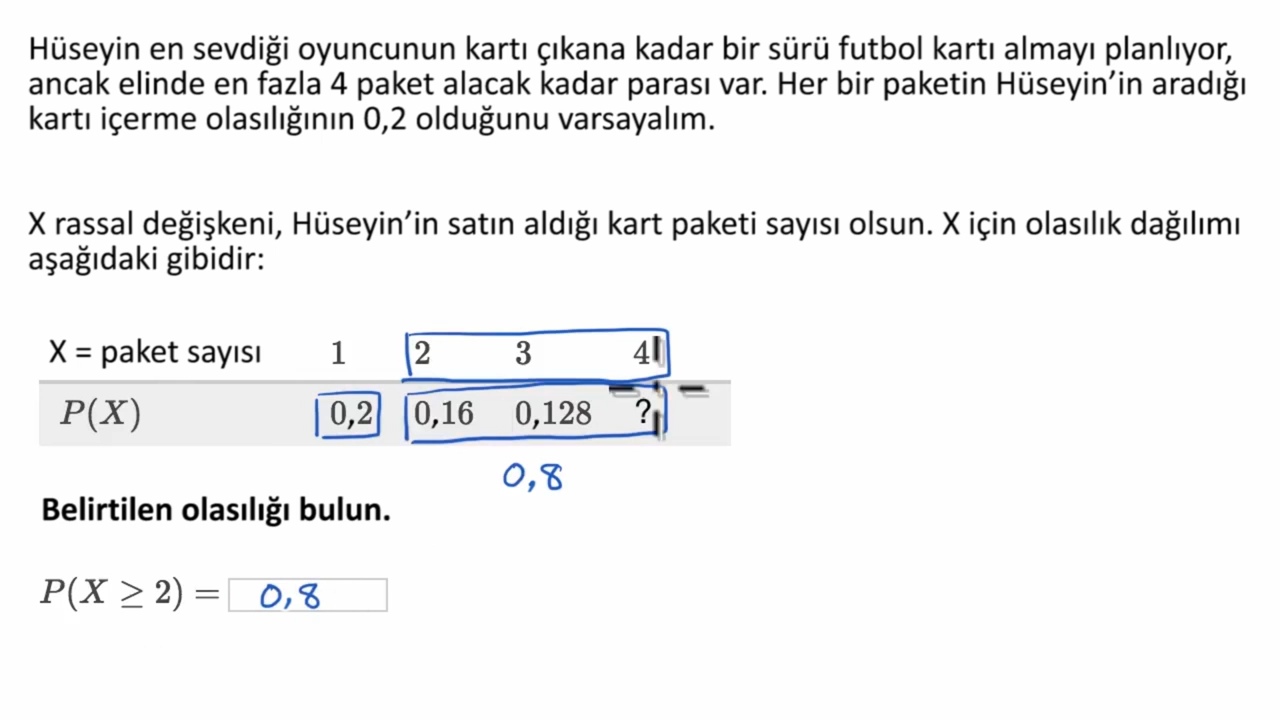 Hüseyin en sevdiği oyuncunun kartı çıkana kadar bir sürü futbol kartı almayı planlıyor,
ancak elinde en fazla 4 paket alacak kadar parası var. Her bir paketin Hüseyin’in aradığı
kartı içerme olasılığının 0,2 olduğunu varsayalım.
X rassal değişkeni, Hüseyin’in satın aldığı kart paketi sayısı olsun. X için olasılık dağılımı
aşağıdaki gibidir:
X = paket sayısı 1 2 3 4
P(X) 0,2 0,16 0,128 ?
0,8
Belirtilen olasılığı bulun.
P(X ≥ 2) = 0,8